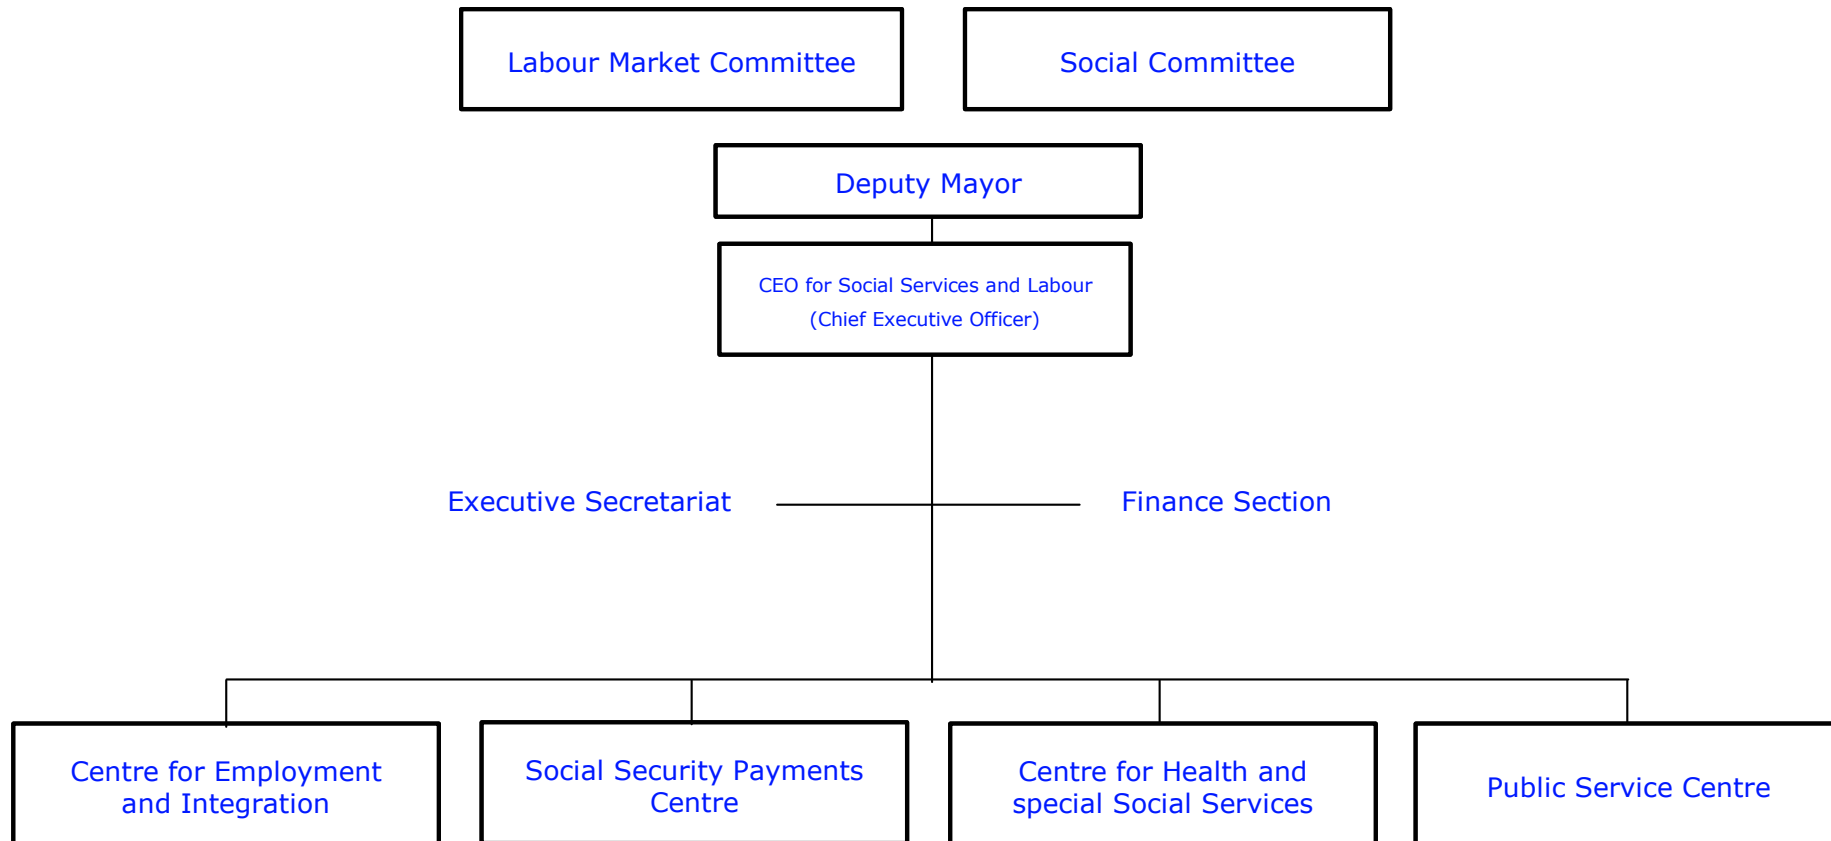 Labour Market Committee
Social Committee
Deputy Mayor
CEO for Social Services and Labour
(Chief Executive Officer)
Executive Secretariat
Finance Section
Centre for Employment
and Integration
Social Security Payments
Centre
Centre for Health and
special Social Services
Public Service Centre